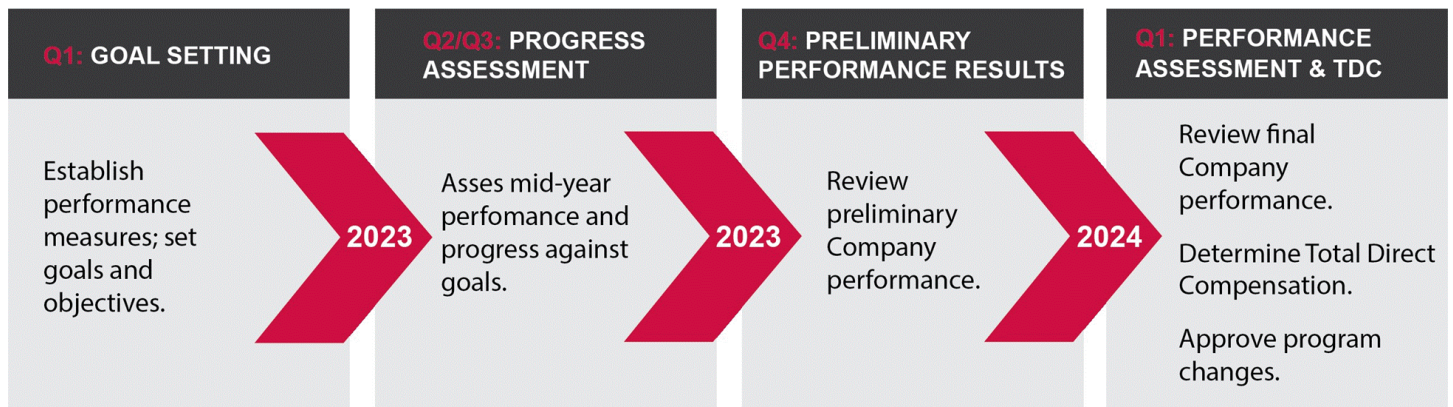 Q1: GOAL SETTING
Establish
performance
measures; set
goals and
objectives.
2023
Q2/Q3: PROGRESS
ASSESSMENT
Asses mid-year
perfomance and
progress against
goals.
2023
Q4: PRELIMINARY
PERFORMANCE RESULTS
Review
preliminary
Company
performance.
2024
Q1: PERFORMANCE
ASSESSMENT & TDC
Review final
Company
performance.
Determine Total Direct
Compensation.
Approve program
changes.